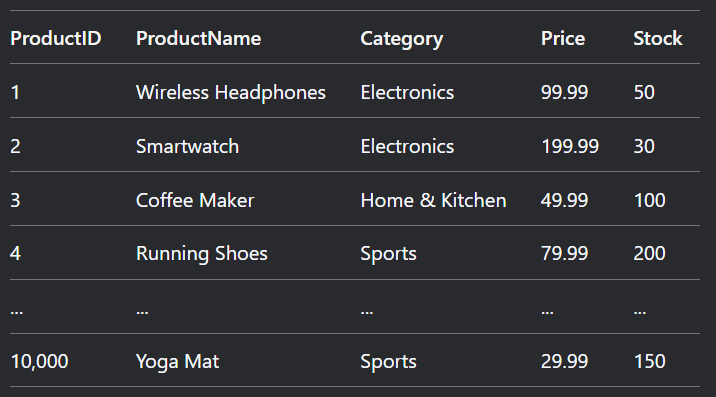 ProductID ProductName Category Price Stock
1 Wireless Headphones Electronics 99.99 50
2 Smartwatch Electronics 199.99 30
3 Coffee Maker Home & Kitchen 49.99 100
4 Running Shoes Sports 79.99 200
... ... ... ... ...
10,000 Yoga Mat Sports 29.99 150